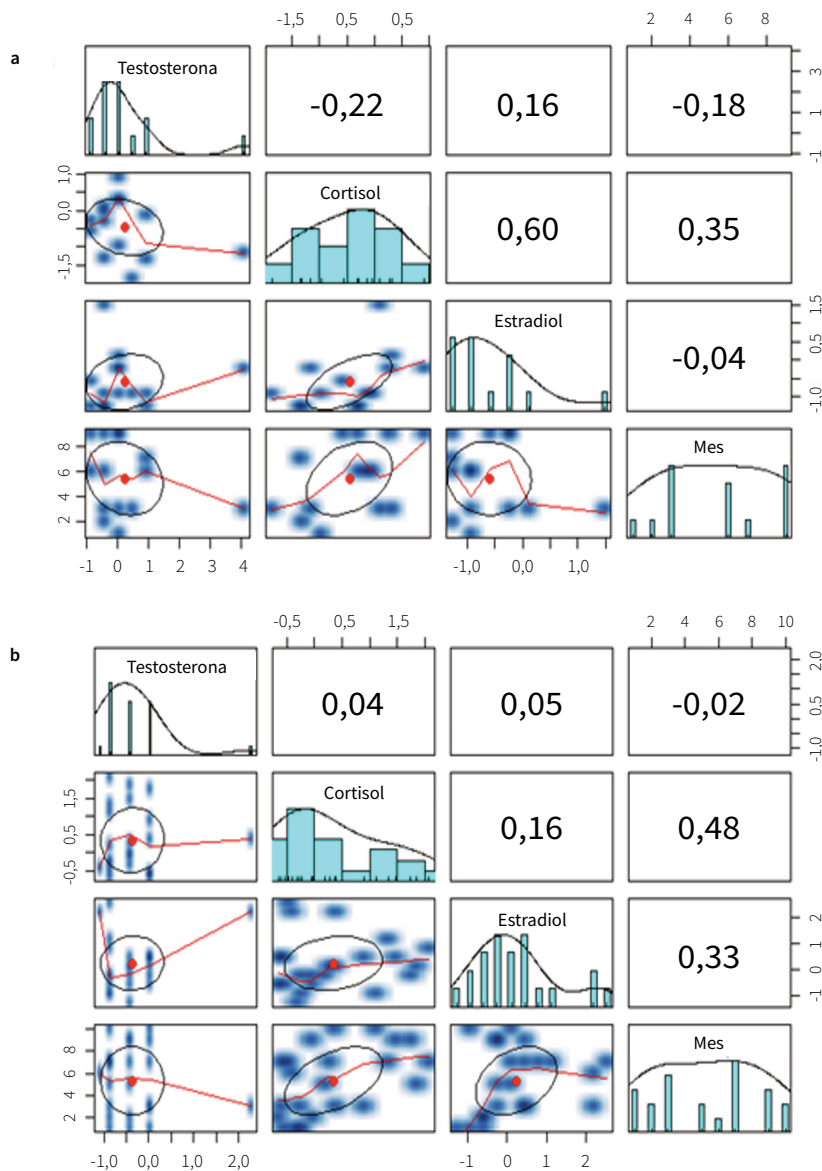 -1,5 0,5 0,5 2 4 6 8
a
Testosterona
-0,22 0,16 -0,18
-1 1 3
Cortisol
0,60 0,35
-1,5 0,0 1,0
Estradiol
-0,04
-1.0 0.5 1.5
Mes
2 4 6 8
-1 0 1 2 3 4 -1,0 0,0 1,0
-0,5 0,5 1,5 2 4 6 8 10
b
Testosterona
0,04 0,05 -0,02
-1.0 0.5 2.0
Cortisol
0,16 0,48
-0,5 0,5 1,5
Estradiol
0,33
-1 0 1 2
Mes
2 4 6 8
-1,0 0,0 1,0 2,0 -1 0 1 2